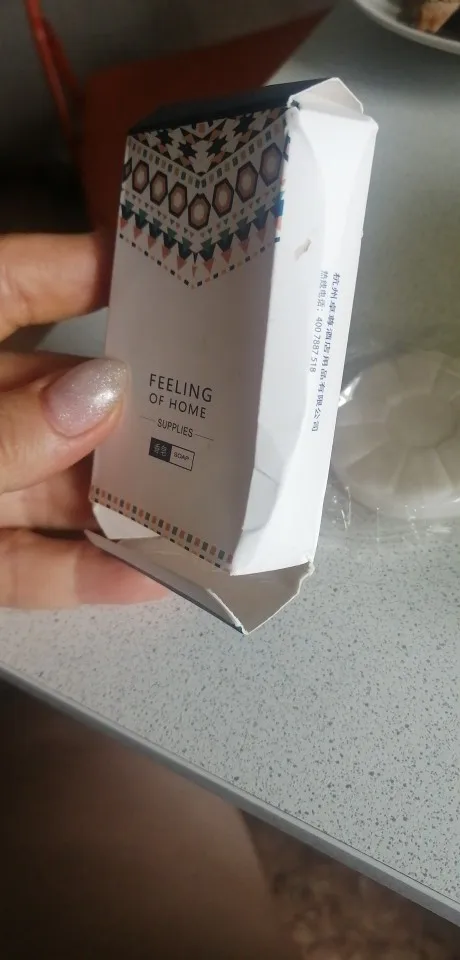 FEELING
OF HOME
SUPPLIES
香皂
SOAP
杭州卓尊酒店用品有限公司
热线电话：400 7887 518